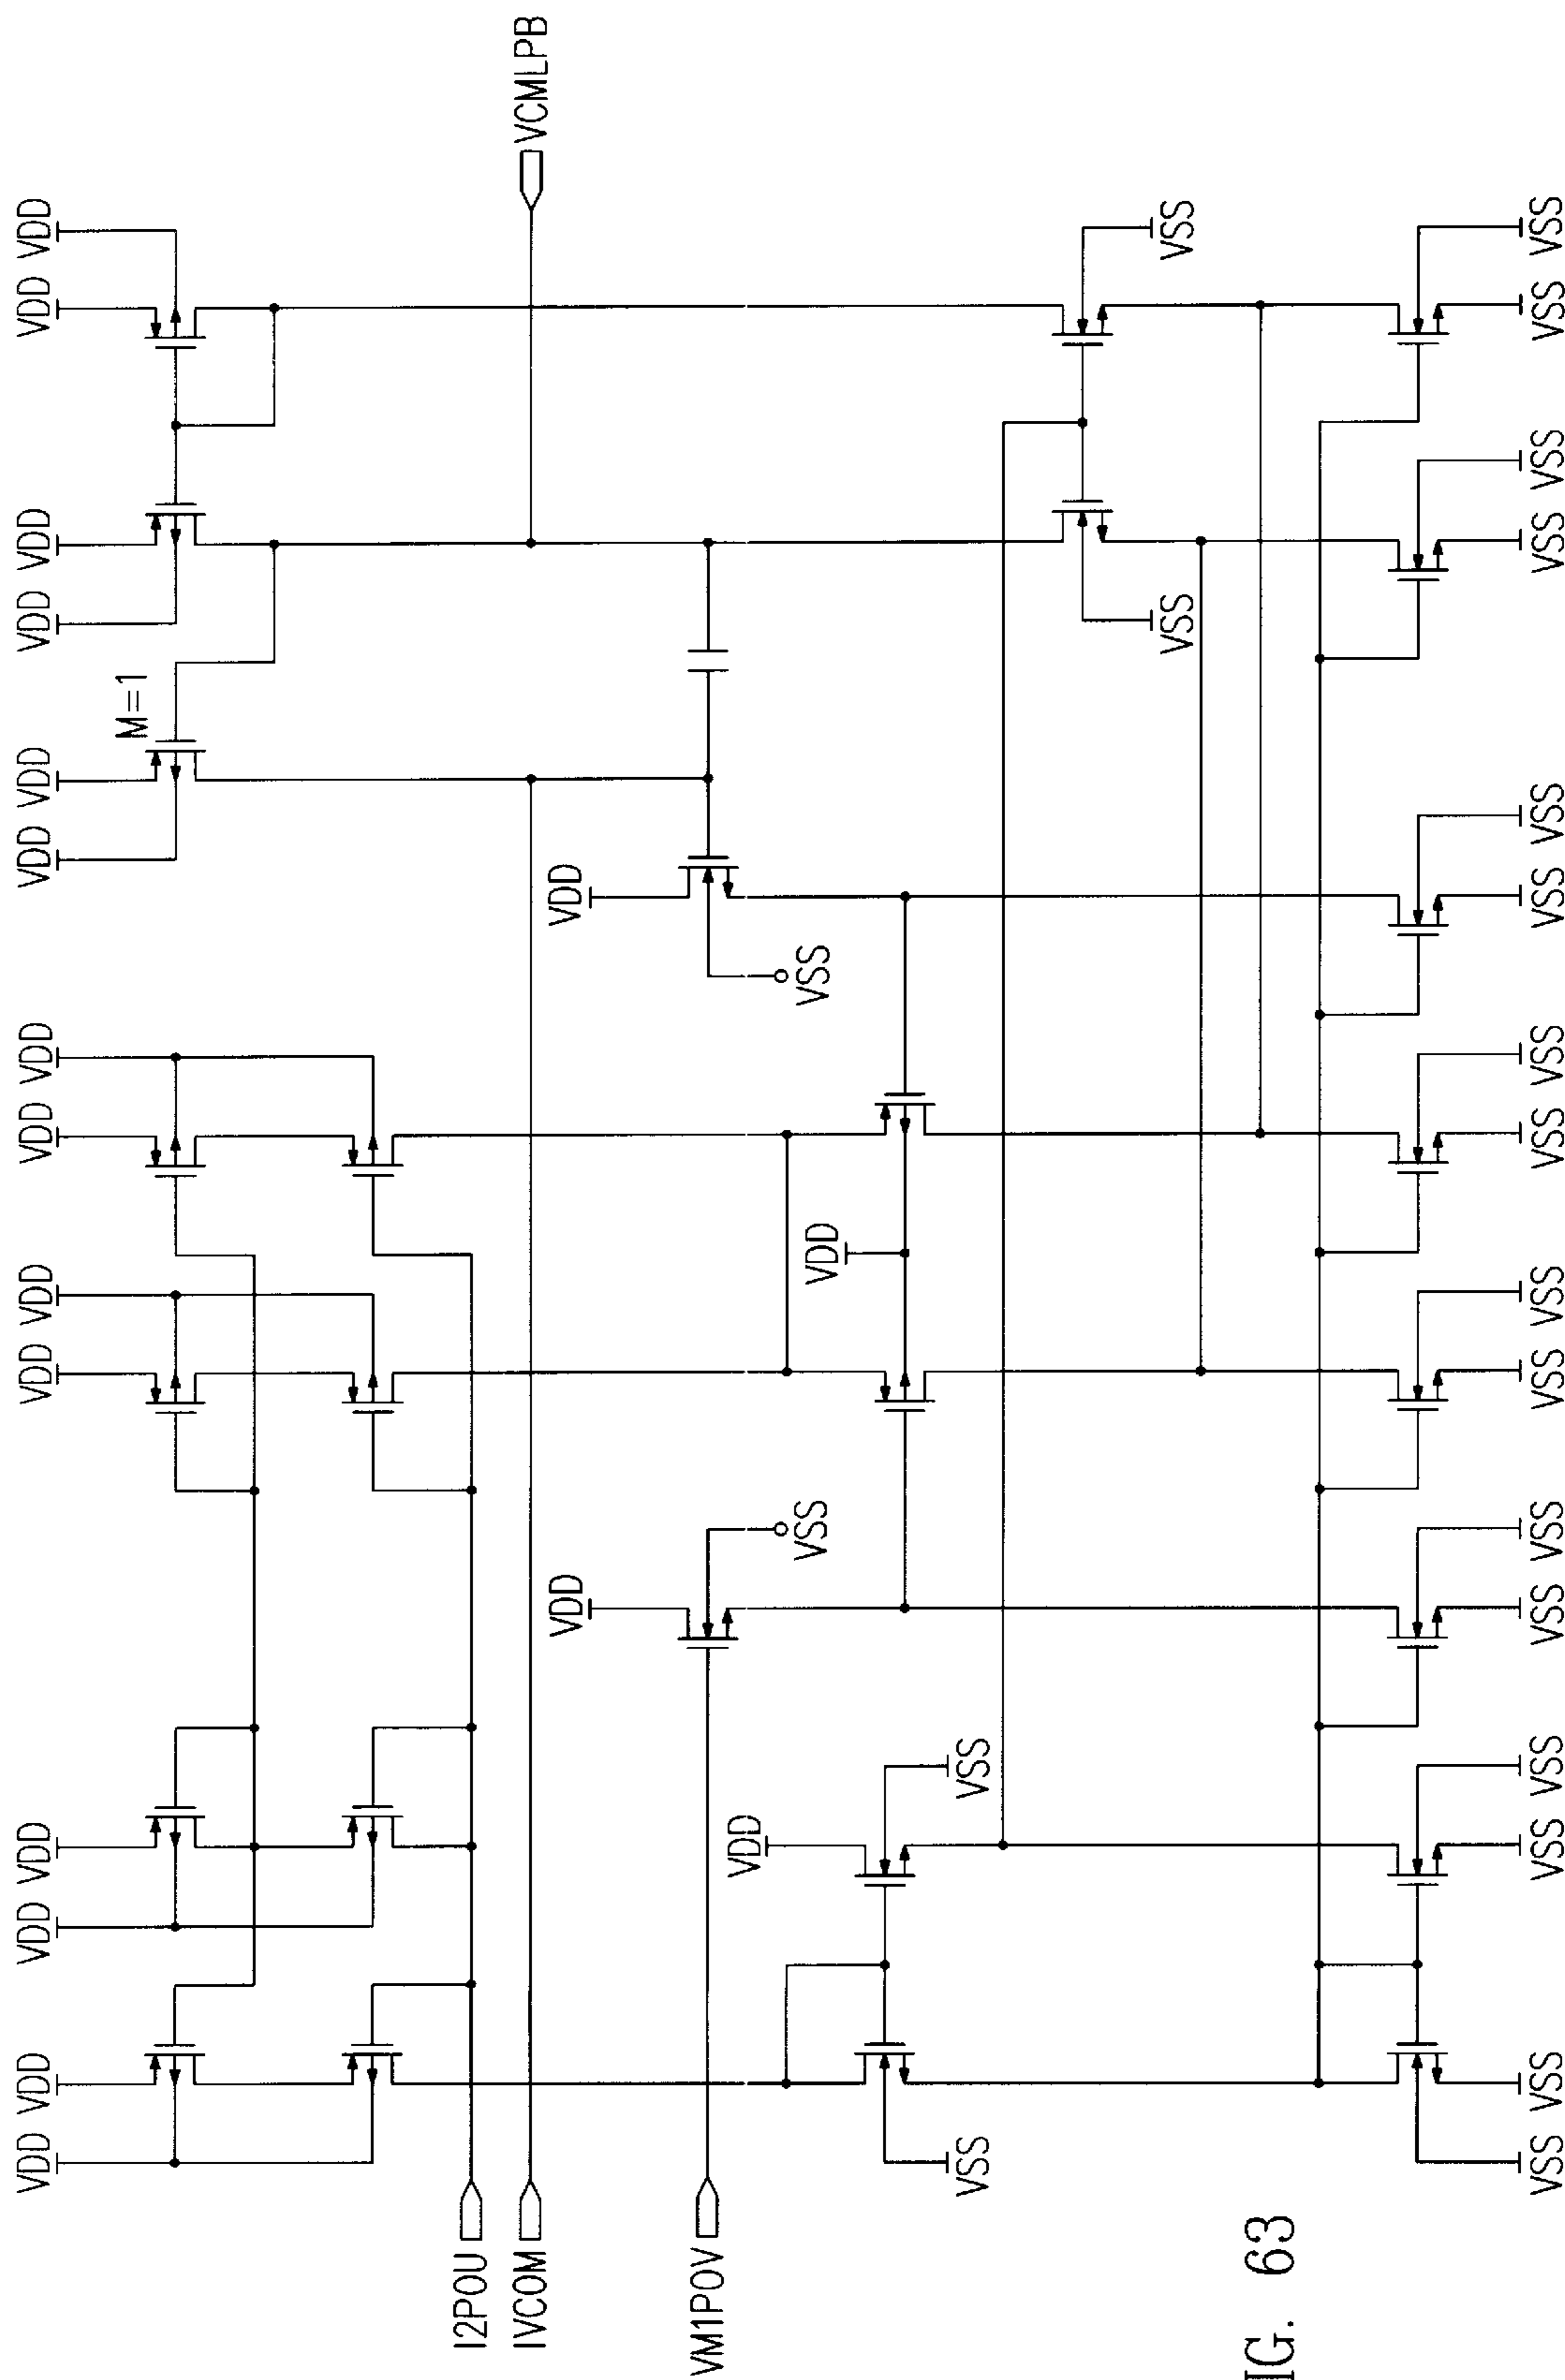 VDD VDD VDD VDD VDD VDD VDD VDD VDD VDD VDD VDD VDD VDD
M=1
I2POU
IVCOM VCMLPB
VDD VDD
VM1POV
VDD
VSS VSS
VDD
VSS VSS
VSS VSS
VSS VSS VSS VSS VSS VSS VSS VSS VSS VSS VSS VSS VSS VSS VSS VSS
IG. 63